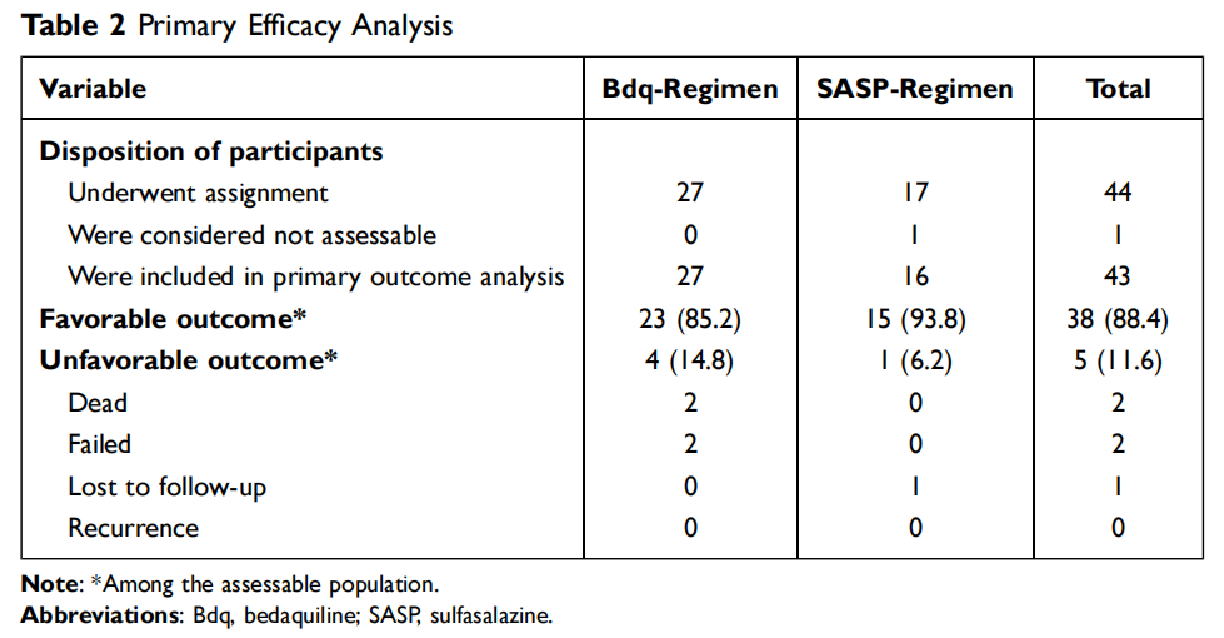 Table 2 Primary Efficacy Analysis
Variable Bdq-Regimen SASP-Regimen Total
Disposition of participants
Underwent assignment 27 17 44
Were considered not assessable 0 1 1
Were included in primary outcome analysis 27 16 43
Favorable outcome* 23 (85.2) 15 (93.8) 38 (88.4)
Unfavorable outcome* 4 (14.8) 1 (6.2) 5 (11.6)
Dead 2 0 2
Failed 2 0 2
Lost to follow-up 0 1 1
Recurrence 0 0 0
Note: *Among the assessable population.
Abbreviations: Bdq, bedaquiline; SASP, sulfasalazine.